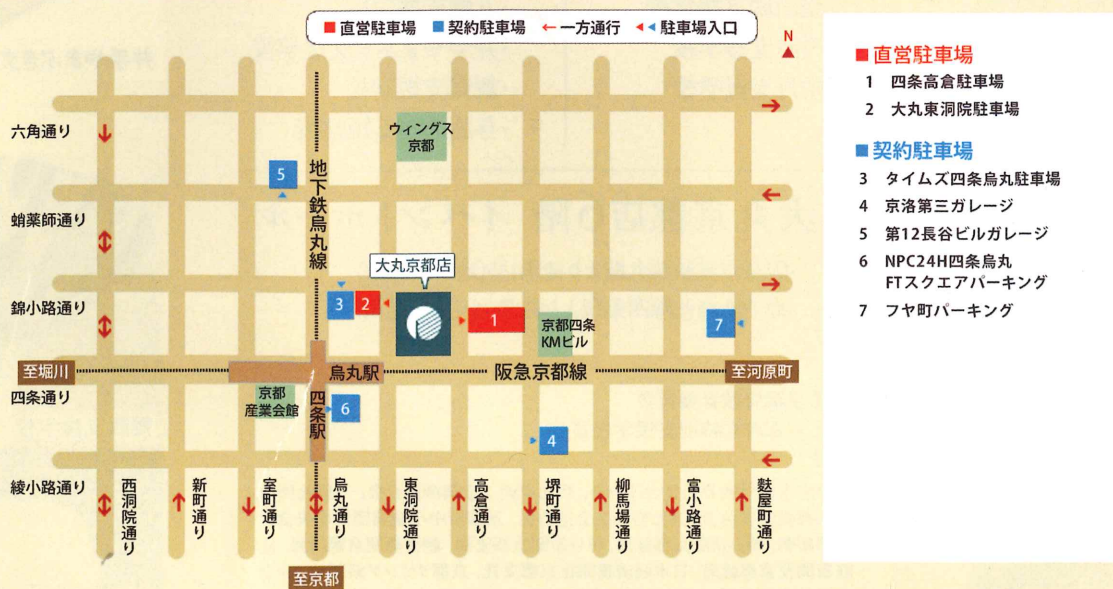 直営駐車場 契約駐車場 一方通行 駐車場入口
N
六角通り
蛸薬師通り
錦小路通り
四条通り
綾小路通り
ウィングス
京都
地下鉄烏丸線
5
大丸京都店
3
2
1
京都四条
KMビル
7
至堀川
烏丸駅
阪急京都線
至河原町
京都
産業会館
四条駅
6
4
西洞院通り
新町通り
室町通り
烏丸通り
東洞院通り
高倉通り
堺町通り
柳馬場通り
富小路通り
麩屋町通り
至京都
直営駐車場
1 四条高倉駐車場
2 大丸東洞院駐車場
契約駐車場
3 タイムズ四条烏丸駐車場
4 京洛第三ガレージ
5 第12長谷ビルガレージ
6 NPC24H四条烏丸
FTスクエアパーキング
7 フヤ町パーキング